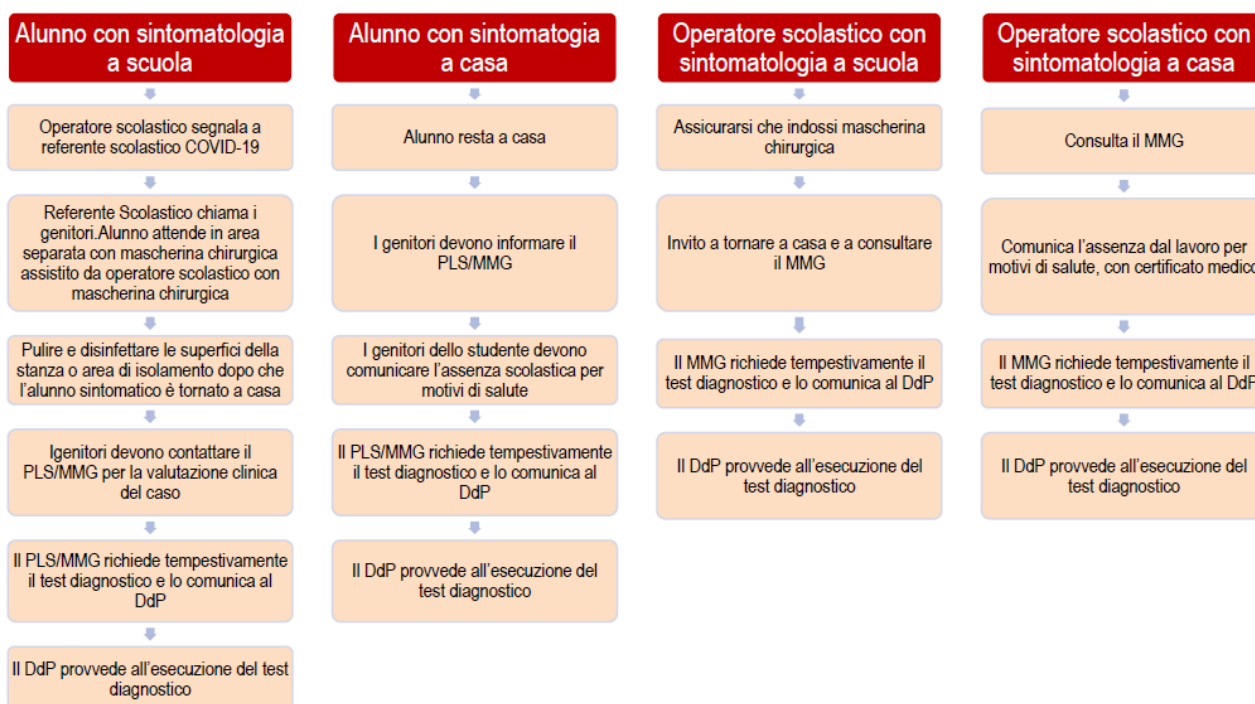 Alunno con sintomatologia
a scuola
Operatore scolastico segnala a
referente scolastico COVID-19
Referente Scolastico chiama i
genitori.Alunno attende in area
separata con mascherina chirurgica
assistito da operatore scolastico con
mascherina chirurgica
Pulire e disinfettare le superfici della
stanza o area di isolamento dopo che
l'alunno sintomatico è tornato a casa
Igenitori devono contattare il
PLS/MMG per la valutazione clinica
del caso
Il PLS/MMG richiede tempestivamente
il test diagnostico e lo comunica al
DdP
Il DdP provvede all'esecuzione del test
diagnostico
Alunno con sintomatogia
a casa
Alunno resta a casa
I genitori devono informare il
PLS/MMG
I genitori dello studente devono
comunicare l'assenza scolastica per
motivi di salute
Il PLS/MMG richiede tempestivamente
il test diagnostico e lo comunica al
DdP
Il DdP provvede all'esecuzione del
test diagnostico
Operatore scolastico con
sintomatologia a scuola
Assicurarsi che indossi mascherina
chirurgica
Invito a tornare a casa e a consultare
il MMG
Il MMG richiede tempestivamente il
test diagnostico e lo comunica al DdP
Il DdP provvede all'esecuzione del
test diagnostico
Operatore scolastico con
sintomatologia a casa
Consulta il MMG
Comunica l'assenza dal lavoro per
motivi di salute, con certificato medico
Il MMG richiede tempestivamente il
test diagnostico e lo comunica al DdP
Il DdP provvede all'esecuzione del
test diagnostico